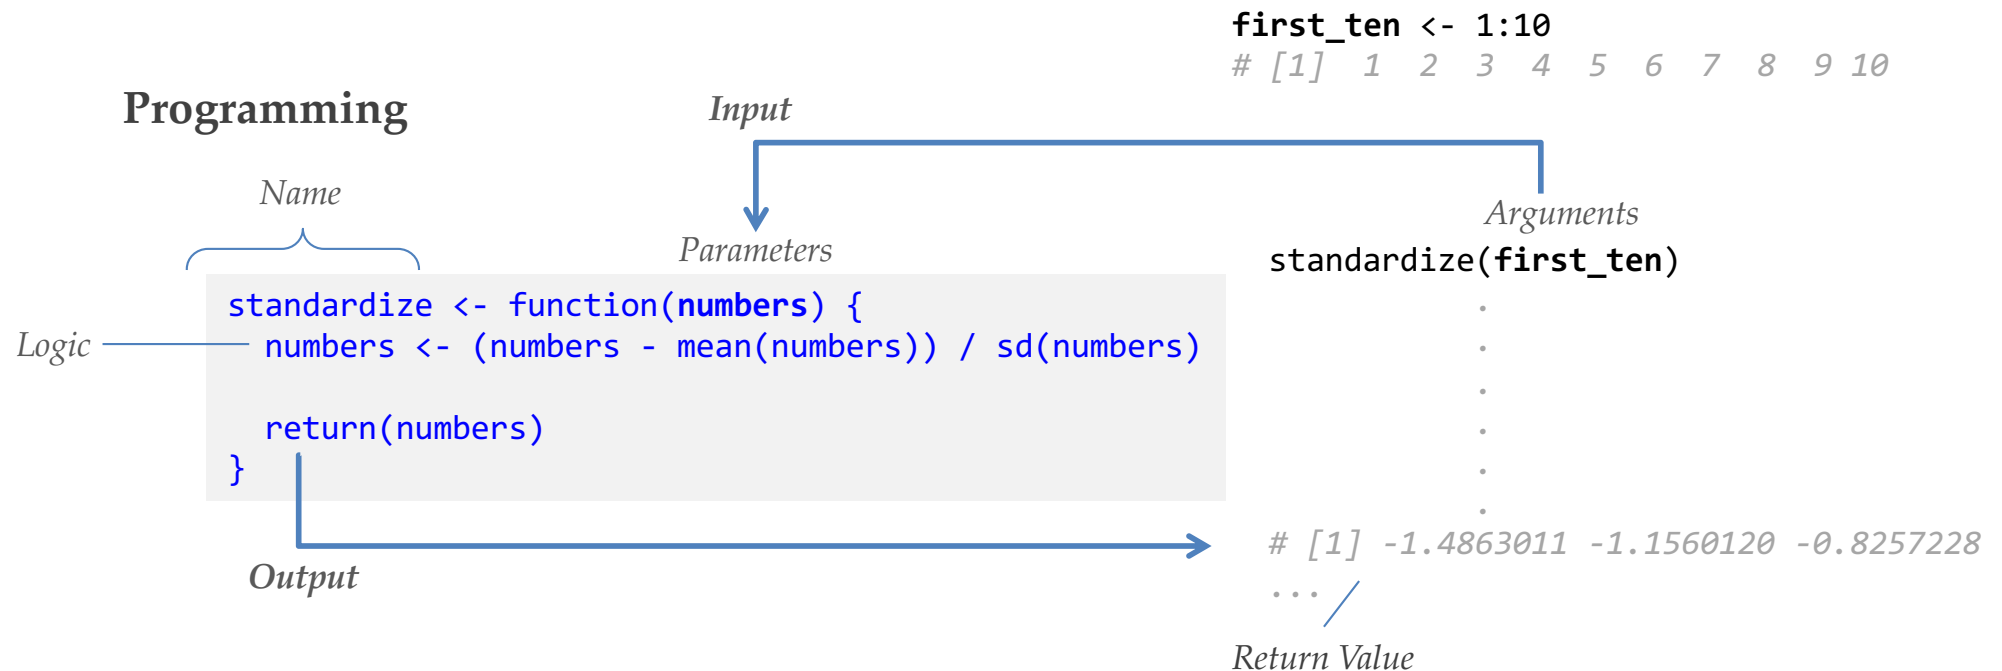 first_ten <- 1:10
# [1]  1  2  3  4  5  6  7  8  9 10
Programming
Input
Name
Arguments
Parameters
standardize(first_ten)
standardize <- function(numbers) {
Logic
  numbers <- (numbers - mean(numbers)) / sd(numbers)
  return(numbers)
}
.
.
.
.
.
.
# [1] -1.4863011 -1.1560120 -0.8257228
...
Output
Return Value